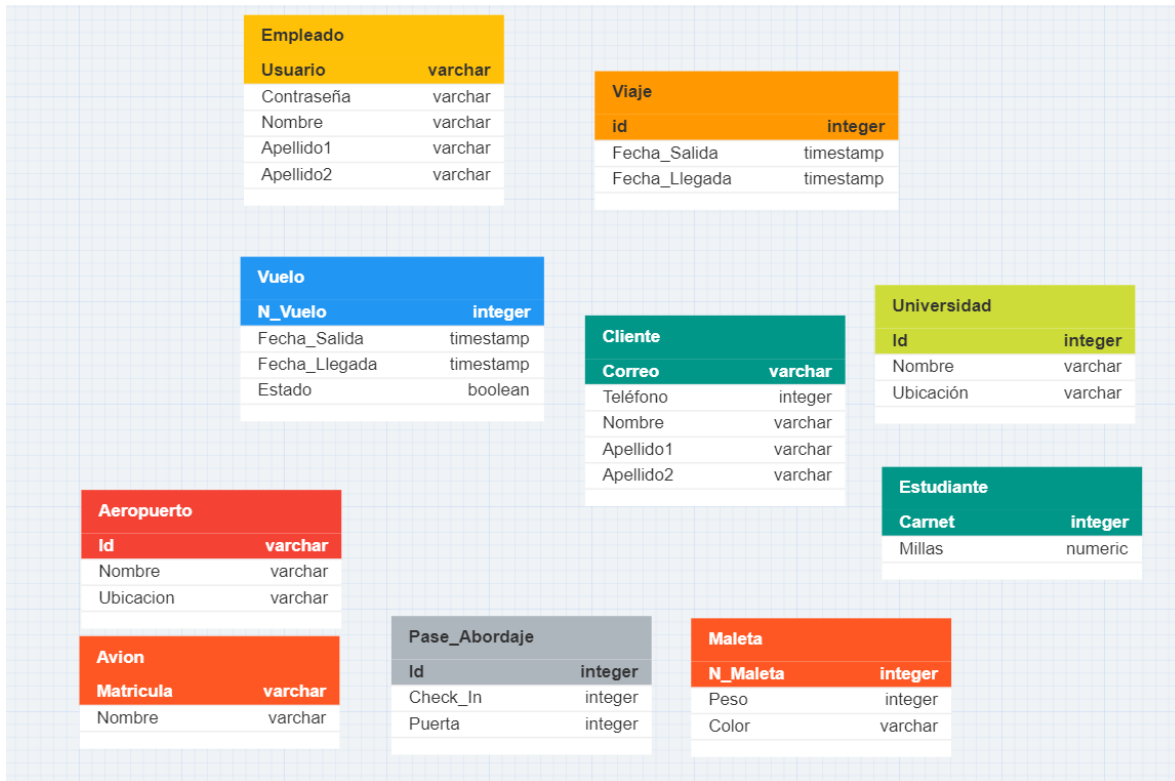 Empleado
Usuario varchar
Contraseña varchar
Nombre varchar
Apellido1 varchar
Apellido2 varchar
Viaje
id integer
Fecha_Salida timestamp
Fecha_Llegada timestamp
Vuelo
N_Vuelo integer
Fecha_Salida timestamp
Fecha_Llegada timestamp
Estado boolean
Cliente
Correo varchar
Teléfono integer
Nombre varchar
Apellido1 varchar
Apellido2 varchar
Universidad
Id integer
Nombre varchar
Ubicación varchar
Estudiante
Carnet integer
Millas numeric
Aeropuerto
Id varchar
Nombre varchar
Ubicacion varchar
Avion
Matricula varchar
Nombre varchar
Pase_Abordaje
Id integer
Check_In integer
Puerta integer
Maleta
N_Maleta integer
Peso integer
Color varchar